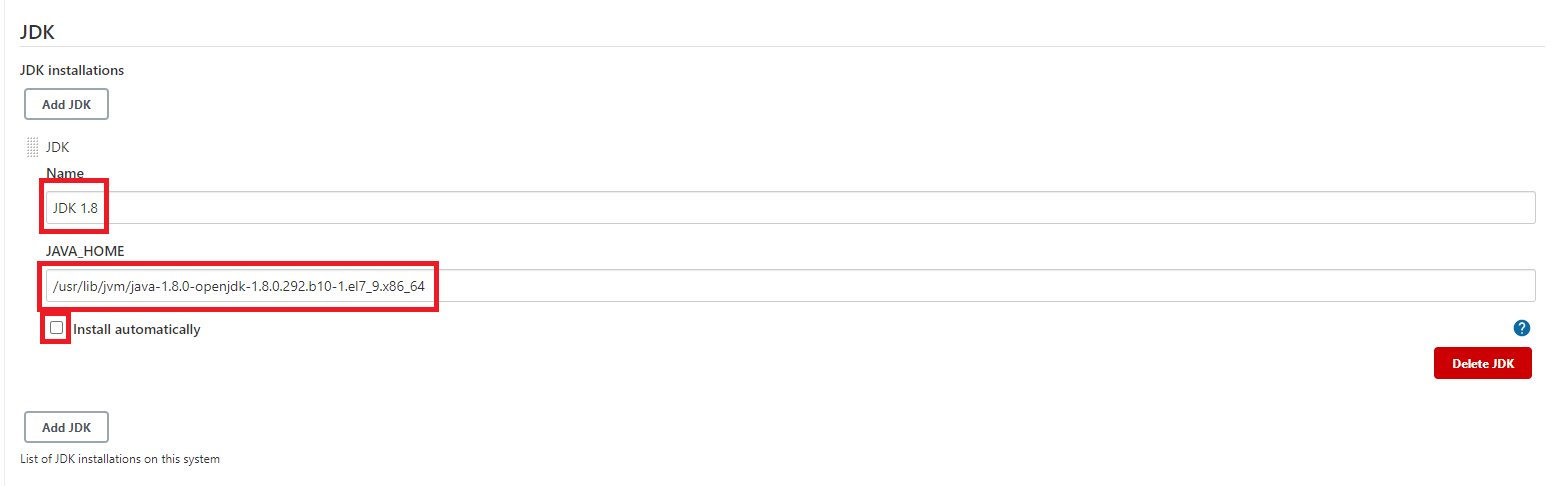 JDK
JDK installations
Add JDK
JDK
Name
JDK 1.8
JAVA_HOME
/usr/lib/jvm/java-1.8.0-openjdk-1.8.0.292.b10-1.el7_9.x86_64
Install automatically
?
Delete JDK
Add JDK
List of JDK installations on this system